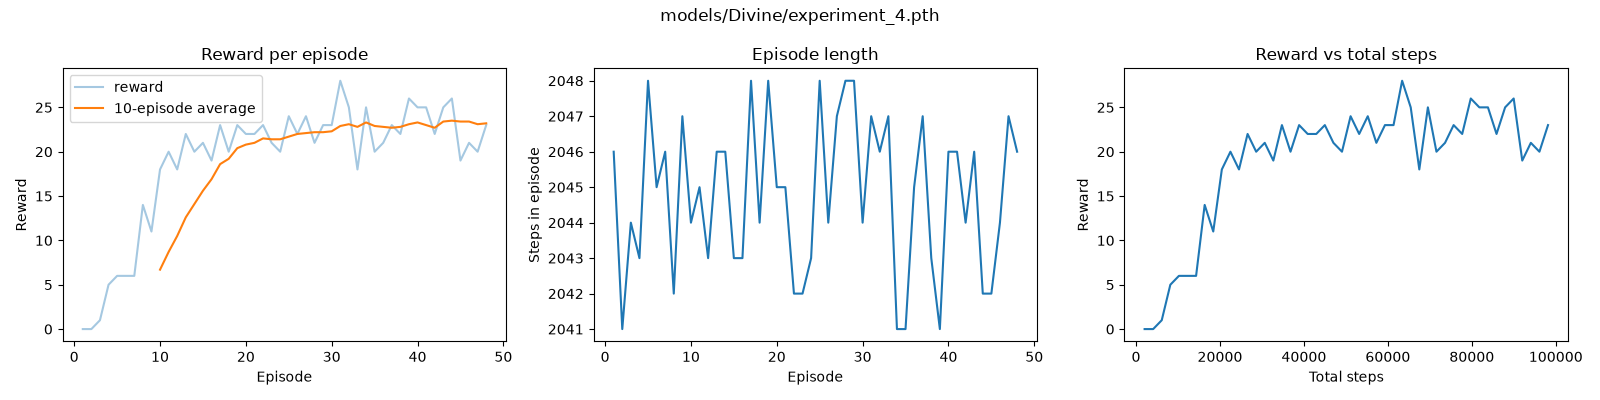 models/Divine/experiment_4.pth
Reward per episode
reward
10-episode average
25
20
15
10
5
0
Reward
0 10 20 30 40 50
Episode
Episode length
2048
2047
2046
2045
2044
2043
2042
2041
Steps in episode
0 10 20 30 40 50
Episode
Reward vs total steps
25
20
15
10
5
0
Reward
0 20000 40000 60000 80000 100000
Total steps